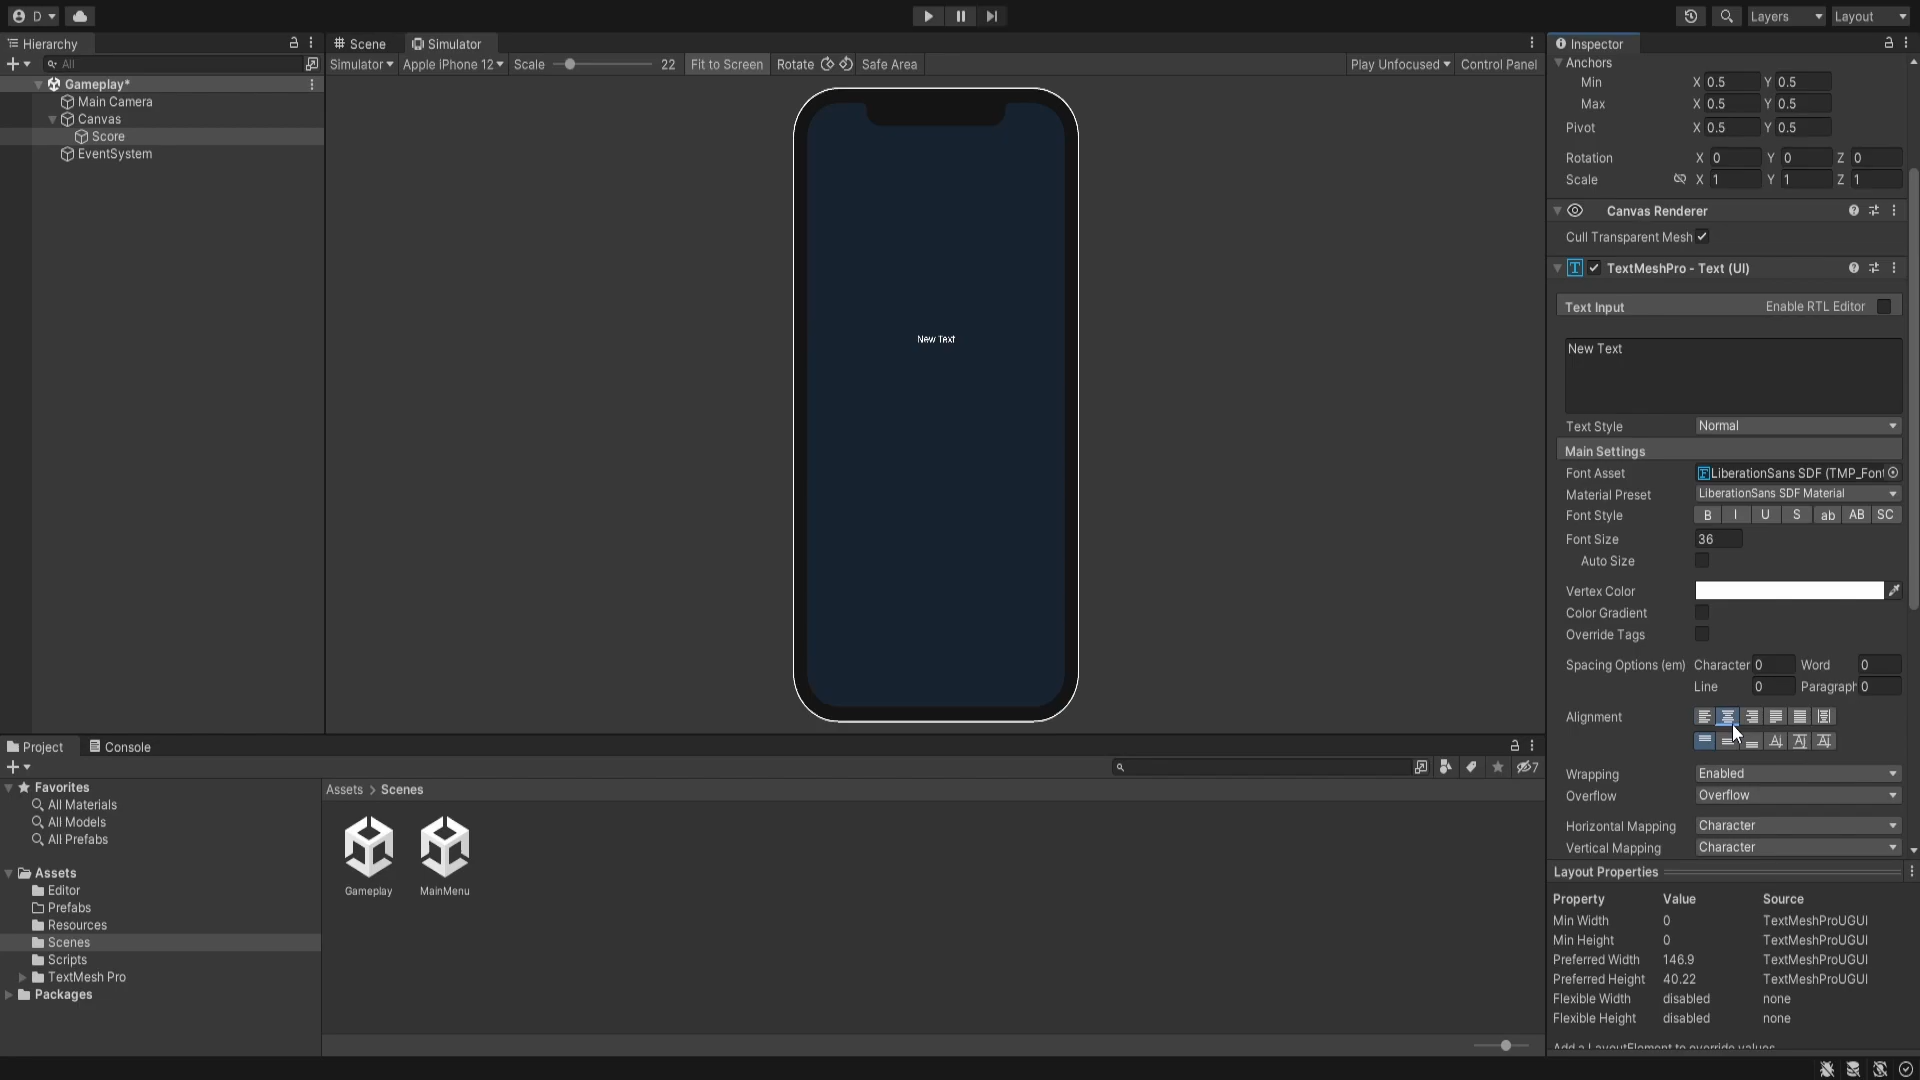 D
Layers
Layout
Hierarchy
All
Gameplay*
Main Camera
Canvas
Score
EventSystem
Scene
Simulator
Simulator
Apple iPhone 12
Scale
22
Fit to Screen
Rotate
Safe Area
Play Unfocused
Control Panel
New Text
Inspector
Anchors
Min X 0.5 Y 0.5
Max X 0.5 Y 0.5
Pivot X 0.5 Y 0.5
Rotation X 0 Y 0 Z 0
Scale X 1 Y 1 Z 1
Canvas Renderer
Cull Transparent Mesh
TextMeshPro - Text (UI)
Text Input Enable RTL Editor
New Text
Text Style Normal
Main Settings
Font Asset LiberationSans SDF (TMP_Font
Material Preset LiberationSans SDF Material
Font Style B I U S ab AB SC
Font Size 36
Auto Size
Vertex Color
Color Gradient
Override Tags
Spacing Options (em) Character 0 Word 0
Line 0 Paragraph 0
Alignment
Wrapping Enabled
Overflow Overflow
Horizontal Mapping Character
Vertical Mapping Character
Layout Properties
Property Value Source
Min Width 0 TextMeshProUGUI
Min Height 0 TextMeshProUGUI
Preferred Width 146.9 TextMeshProUGUI
Preferred Height 40.22 TextMeshProUGUI
Flexible Width disabled none
Flexible Height disabled none
Add a LayoutElement to override values
Project
Console
7
Favorites
All Materials
All Models
All Prefabs
Assets
Editor
Prefabs
Resources
Scenes
Scripts
TextMesh Pro
Packages
Assets > Scenes
Gameplay
MainMenu